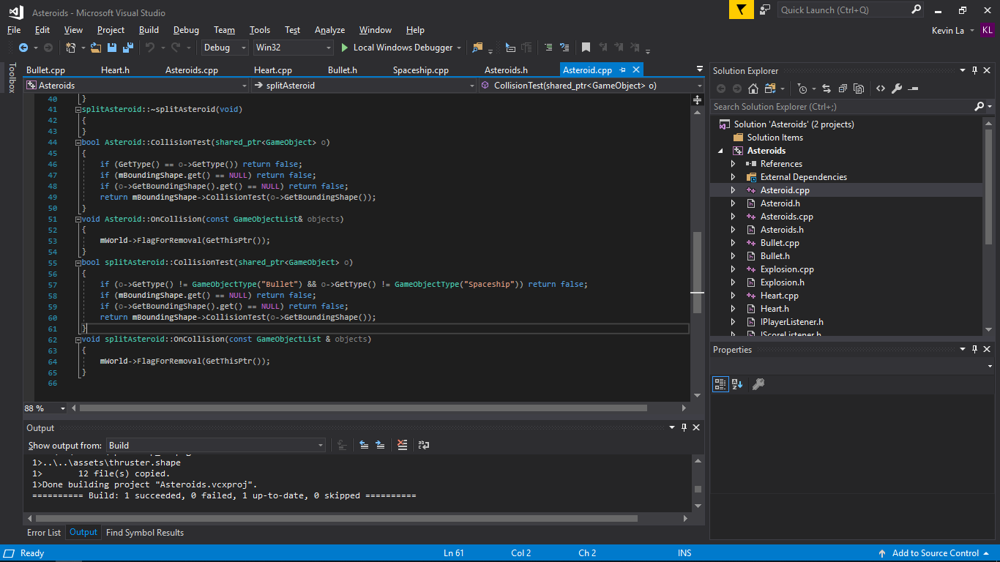 Asteroids - Microsoft Visual Studio
Quick Launch (Ctrl+Q)
File Edit View Project Build Debug Team Tools Test Analyze Window Help
Kevin La KL
Debug Win32 Local Windows Debugger
Toolbox
Bullet.cpp Heart.h Asteroids.cpp Heart.cpp Bullet.h Spaceship.cpp Asteroids.h Asteroid.cpp
Asteroids splitAsteroid CollisionTest(shared_ptr<GameObject> o)
40 }
41 splitAsteroid::~splitAsteroid(void)
42 {
43 }
44 bool Asteroid::CollisionTest(shared_ptr<GameObject> o)
45 {
46 if (GetType() == o->GetType()) return false;
47 if (mBoundingShape.get() == NULL) return false;
48 if (o->GetBoundingShape().get() == NULL) return false;
49 return mBoundingShape->CollisionTest(o->GetBoundingShape());
50 }
51 void Asteroid::OnCollision(const GameObjectList& objects)
52 {
53 mWorld->FlagForRemoval(GetThisPtr());
54 }
55 bool splitAsteroid::CollisionTest(shared_ptr<GameObject> o)
56 {
57 if (o->GetType() != GameObjectType("Bullet") && o->GetType() != GameObjectType("Spaceship")) return false;
58 if (mBoundingShape.get() == NULL) return false;
59 if (o->GetBoundingShape().get() == NULL) return false;
60 return mBoundingShape->CollisionTest(o->GetBoundingShape());
61 }
62 void splitAsteroid::OnCollision(const GameObjectList & objects)
63 {
64 mWorld->FlagForRemoval(GetThisPtr());
65 }
66
88 %
Output
Show output from: Build
1>..\..\assets\thruster.shape
1> 12 file(s) copied.
1>Done building project "Asteroids.vcxproj".
========== Build: 1 succeeded, 0 failed, 1 up-to-date, 0 skipped ==========
Error List Output Find Symbol Results
Solution Explorer
Search Solution Explorer (Ctrl+;)
Solution 'Asteroids' (2 projects)
Solution Items
Asteroids
References
External Dependencies
Asteroid.cpp
Asteroid.h
Asteroids.cpp
Asteroids.h
Bullet.cpp
Bullet.h
Explosion.cpp
Explosion.h
Heart.cpp
Heart.h
IPlayerListener.h
IScoreListener.h
Properties
Ready Ln 61 Col 2 Ch 2 INS Add to Source Control